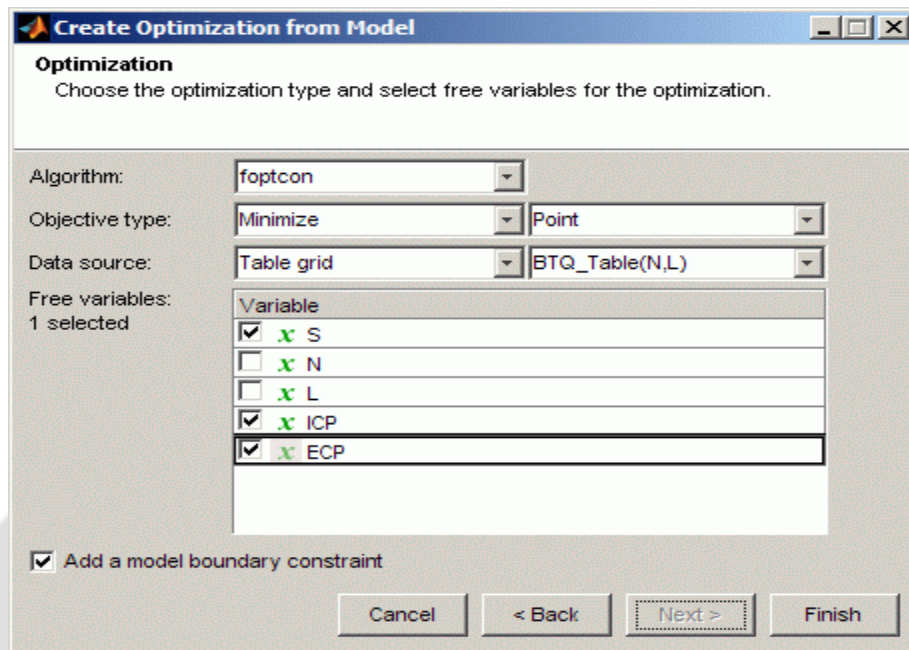 Create Optimization from Model
Optimization
Choose the optimization type and select free variables for the optimization.
Algorithm: foptcon
Objective type: Minimize Point
Data source: Table grid BTQ_Table(N,L)
Free variables:
1 selected
Variable
x S
x N
x L
x ICP
x ECP
Add a model boundary constraint
Cancel < Back Next > Finish